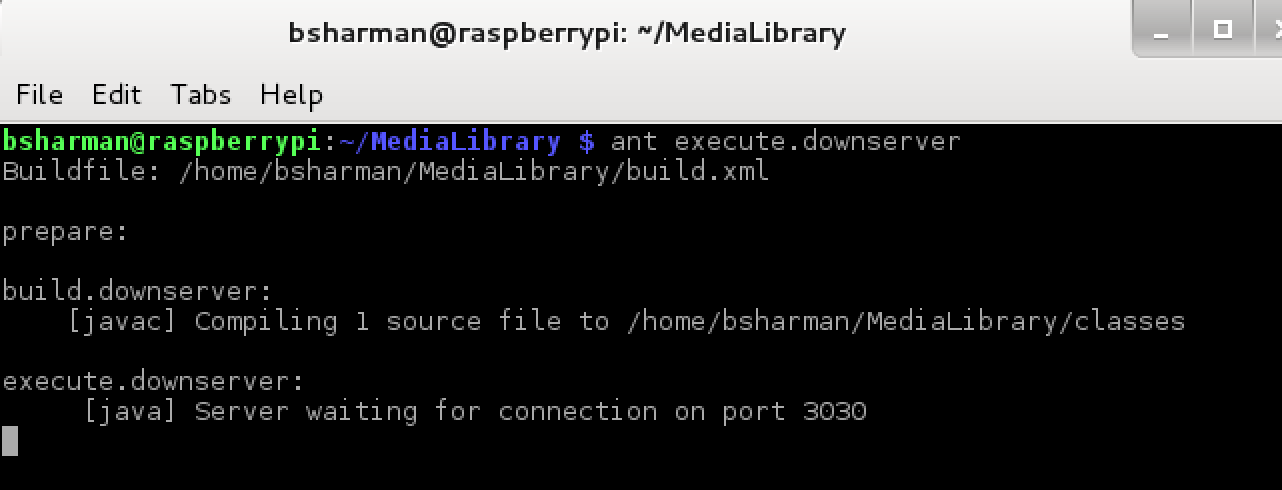 bsharman@raspberrypi: ~/MediaLibrary
File Edit Tabs Help
bsharman@raspberrypi:~/MediaLibrary $ ant execute.downserver
Buildfile: /home/bsharman/MediaLibrary/build.xml
prepare:
build.downserver:
[javac] Compiling 1 source file to /home/bsharman/MediaLibrary/classes
execute.downserver:
[java] Server waiting for connection on port 3030